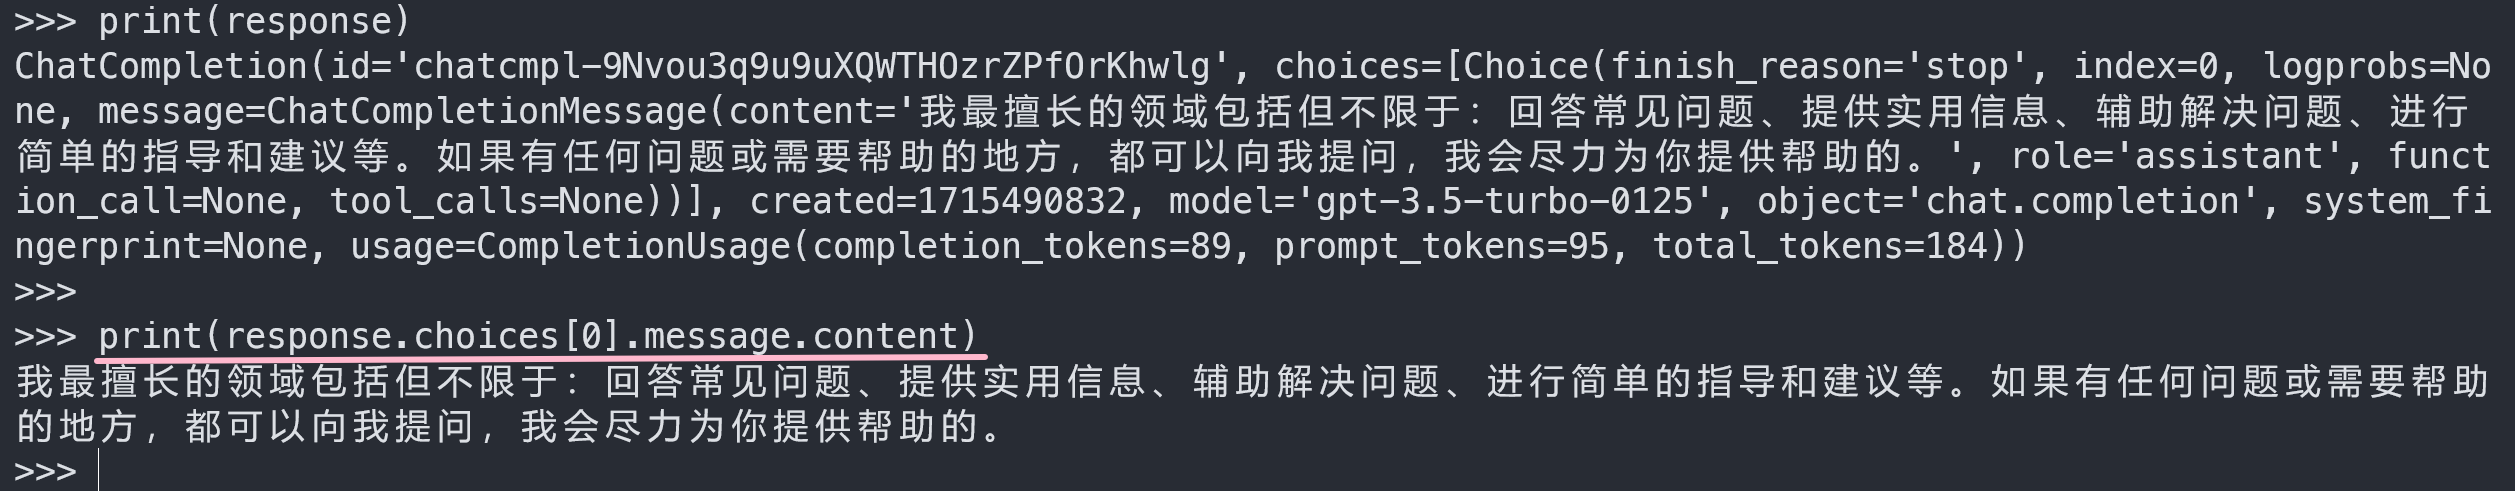 >>> print(response)
ChatCompletion(id='chatcmpl-9Nvou3q9u9uXQWTHOzrZPfOrKhwlg', choices=[Choice(finish_reason='stop', index=0, logprobs=No
ne, message=ChatCompletionMessage(content='我最擅长的领域包括但不限于：回答常见问题、提供实用信息、辅助解决问题、进行
简单的指导和建议等。如果有任何问题或需要帮助的地方，都可以向我提问，我会尽力为你提供帮助的。', role='assistant', funct
ion_call=None, tool_calls=None))], created=1715490832, model='gpt-3.5-turbo-0125', object='chat.completion', system_fi
ngerprint=None, usage=CompletionUsage(completion_tokens=89, prompt_tokens=95, total_tokens=184))
>>>
>>> print(response.choices[0].message.content)
我最擅长的领域包括但不限于：回答常见问题、提供实用信息、辅助解决问题、进行简单的指导和建议等。如果有任何问题或需要帮助
的地方，都可以向我提问，我会尽力为你提供帮助的。
>>>